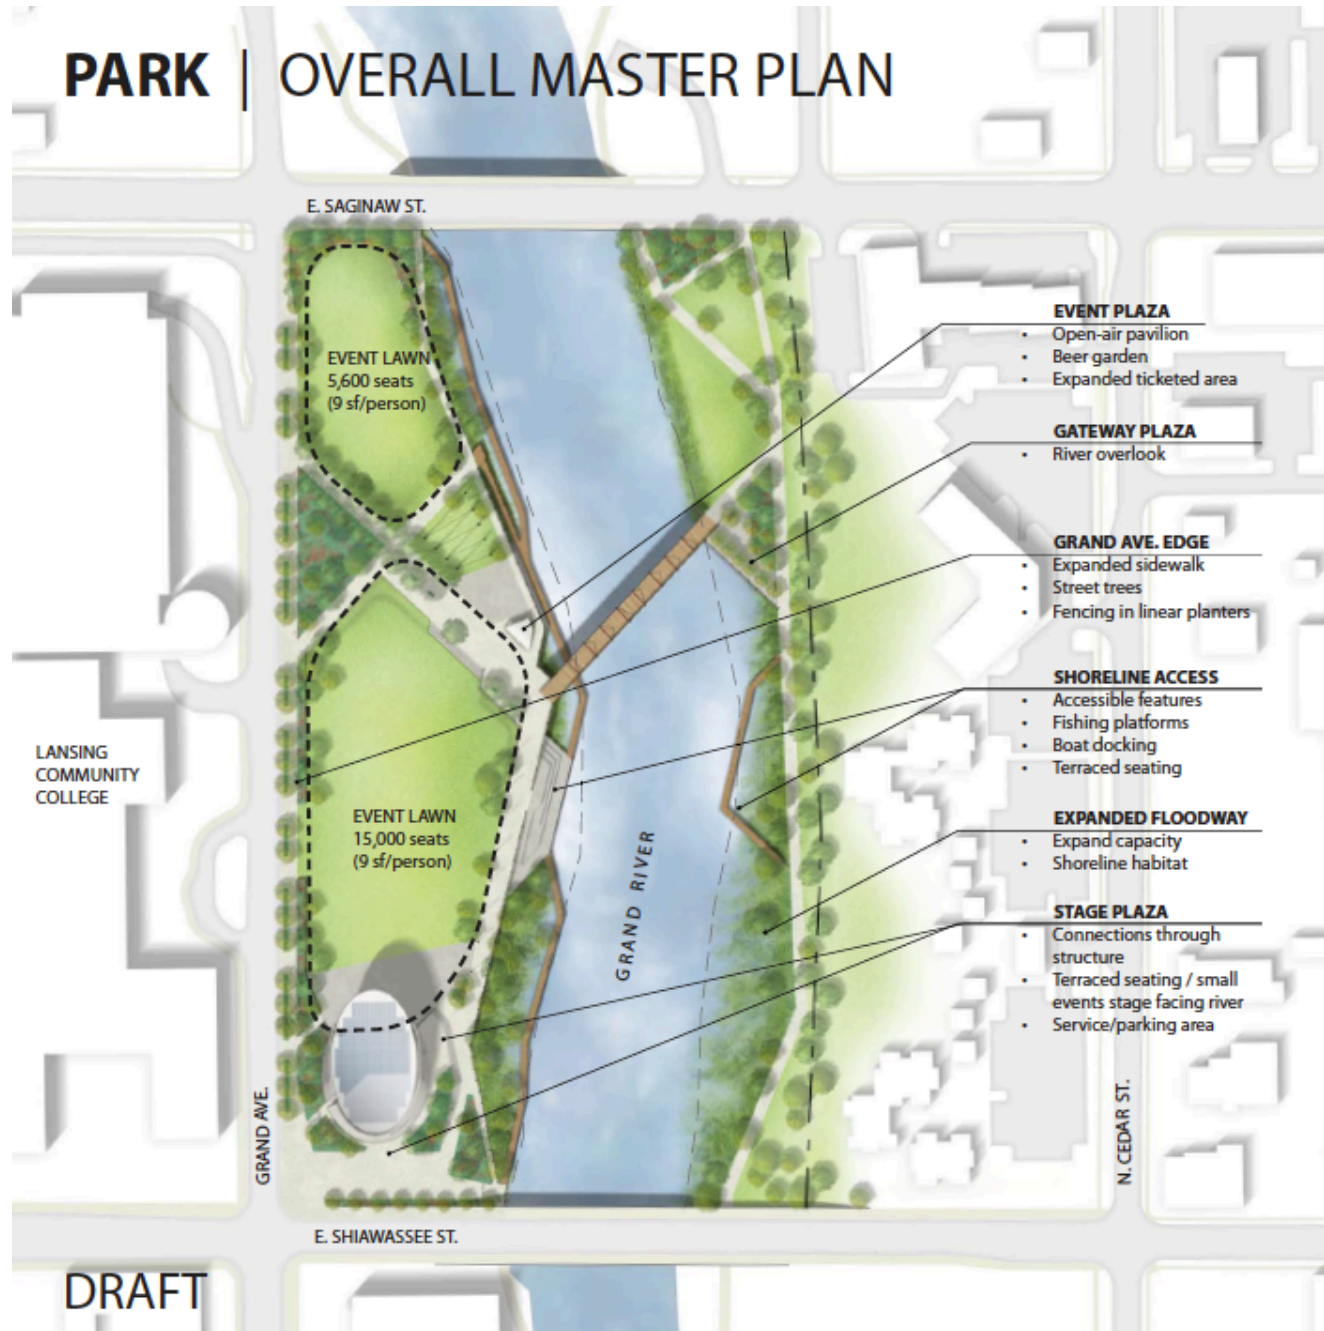 PARK | OVERALL MASTER PLAN
E. SAGINAW ST.
EVENT LAWN
5,600 seats
(9 sf/person)
EVENT PLAZA
• Open-air pavilion
• Beer garden
• Expanded ticketed area
GATEWAY PLAZA
• River overlook
GRAND AVE. EDGE
• Expanded sidewalk
• Street trees
• Fencing in linear planters
SHORELINE ACCESS
• Accessible features
• Fishing platforms
• Boat docking
• Terraced seating
LANSING
COMMUNITY
COLLEGE
EVENT LAWN
15,000 seats
(9 sf/person)
GRAND RIVER
EXPANDED FLOODWAY
• Expand capacity
• Shoreline habitat
STAGE PLAZA
• Connections through
structure
• Terraced seating / small
events stage facing river
• Service/parking area
GRAND AVE.
N. CEDAR ST.
E. SHIAWASSEE ST.
DRAFT